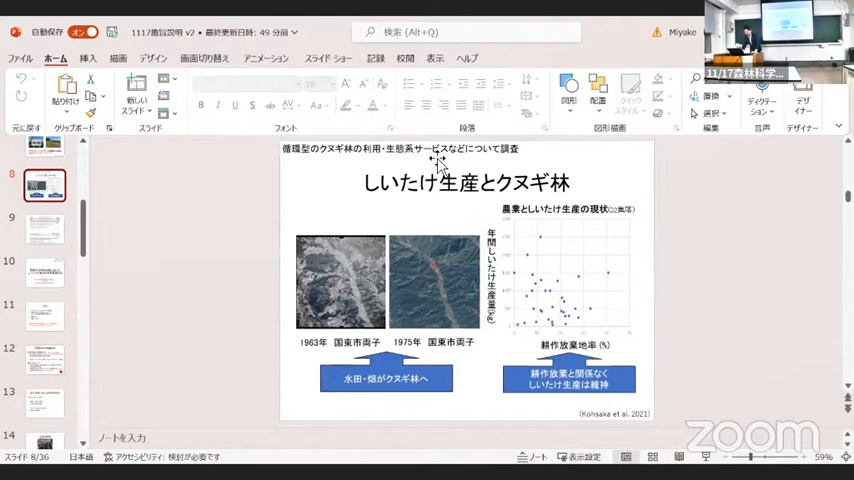 自動保存 オン 1117趣旨説明 v2 • 最終更新日時: 49 分前
検索 (Alt+Q)
Miyake
ファイル ホーム 挿入 描画 デザイン 画面切り替え アニメーション スライド ショー 記録 校閲 表示 ヘルプ
11/17森林科学_...
貼り付け
新しい
スライド
18
B I U S ab AV Aa
図形 配置 クイック
スタイル
置換
選択
ディクテー
ション
デザ
イナー
元に戻す クリップボード スライド フォント 段落 図形描画 編集 音声 デザイナー
8
9
10
11
12
13
14
循環型のクヌギ林の利用・生態系サービスなどについて調査
しいたけ生産とクヌギ林
農業としいたけ生産の現状
年間しいたけ生産量(kg)
耕作放棄地率 (%)
1963年 国東市両子
1975年 国東市両子
水田・畑がクヌギ林へ
耕作放棄と関係なく
しいたけ生産は維持
(Kohsaka et al. 2021)
ノートを入力
zoom
スライド 8/36 日本語 アクセシビリティ: 検討が必要です ノート 表示設定 59%